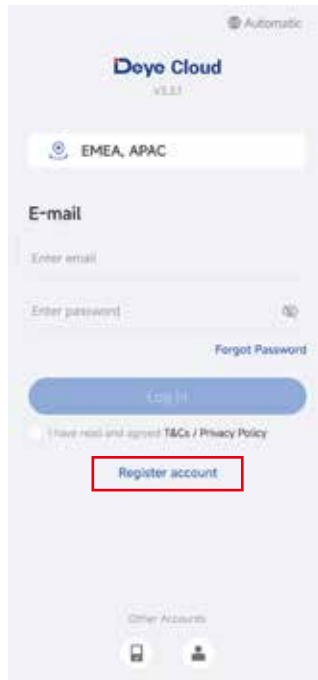 Automatic
Deye Cloud
EMEA, APAC
E-mail
Enter email
Enter password
Forgot Password
Log In
I have read and agreed T&Cs / Privacy Policy
Register account
Other Accounts